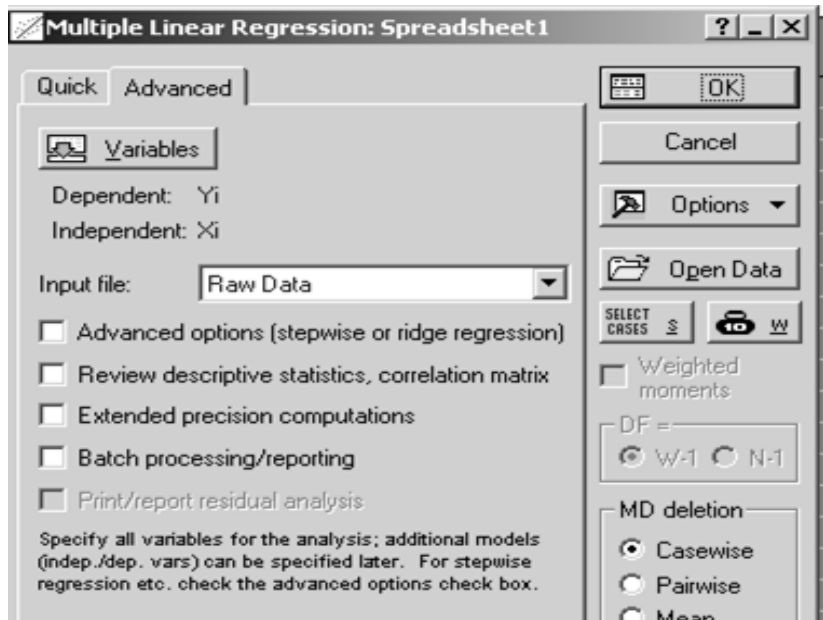 Multiple Linear Regression: Spreadsheet1
Quick Advanced
Variables
Dependent: Yi
Independent: Xi
Input file: Raw Data
Advanced options (stepwise or ridge regression)
Review descriptive statistics, correlation matrix
Extended precision computations
Batch processing/reporting
Print/report residual analysis
Specify all variables for the analysis; additional models
(indep./dep. vars) can be specified later. For stepwise
regression etc. check the advanced options check box.
OK
Cancel
Options
Open Data
SELECT
CASES S
10 W
Weighted
moments
DF =
W-1 N-1
MD deletion
Casewise
Pairwise
Mean